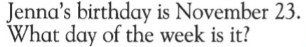 Jenna's birthday is November 23.
What day of the week is it?